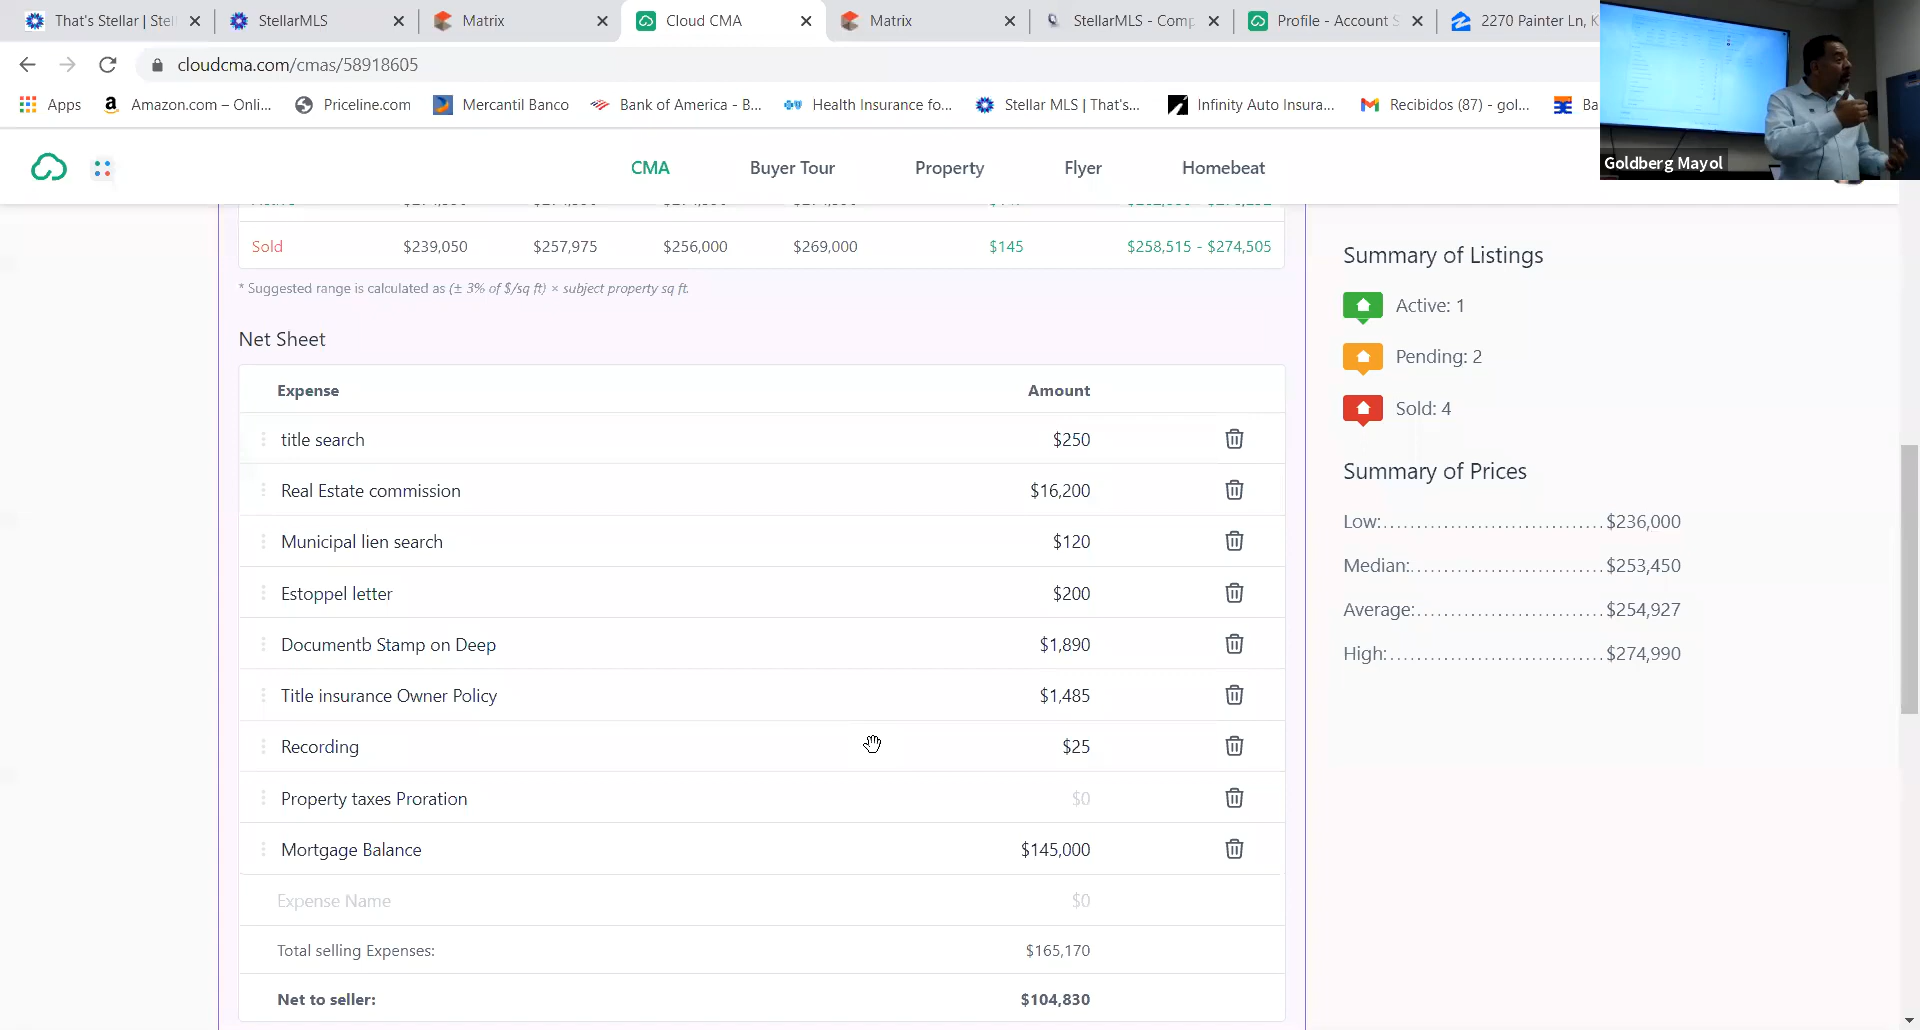 That's Stellar | Stel
StellarMLS
Matrix
Cloud CMA
Matrix
StellarMLS - Comp
Profile - Account S
2270 Painter Ln, K
cloudcma.com/cmas/58918605
Apps
Amazon.com – Onli...
Priceline.com
Mercantil Banco
Bank of America - B...
Health Insurance fo...
Stellar MLS | That's...
Infinity Auto Insura...
Recibidos (87) - gol...
Ba
Goldberg Mayol
CMA
Buyer Tour
Property
Flyer
Homebeat
Sold $239,050 $257,975 $256,000 $269,000 $145 $258,515 - $274,505
* Suggested range is calculated as (± 3% of $/sq ft) × subject property sq ft.
Net Sheet
Expense Amount
title search $250
Real Estate commission $16,200
Municipal lien search $120
Estoppel letter $200
Documentb Stamp on Deep $1,890
Title insurance Owner Policy $1,485
Recording $25
Property taxes Proration $0
Mortgage Balance $145,000
Expense Name $0
Total selling Expenses: $165,170
Net to seller: $104,830
Summary of Listings
Active: 1
Pending: 2
Sold: 4
Summary of Prices
Low: $236,000
Median: $253,450
Average: $254,927
High: $274,990